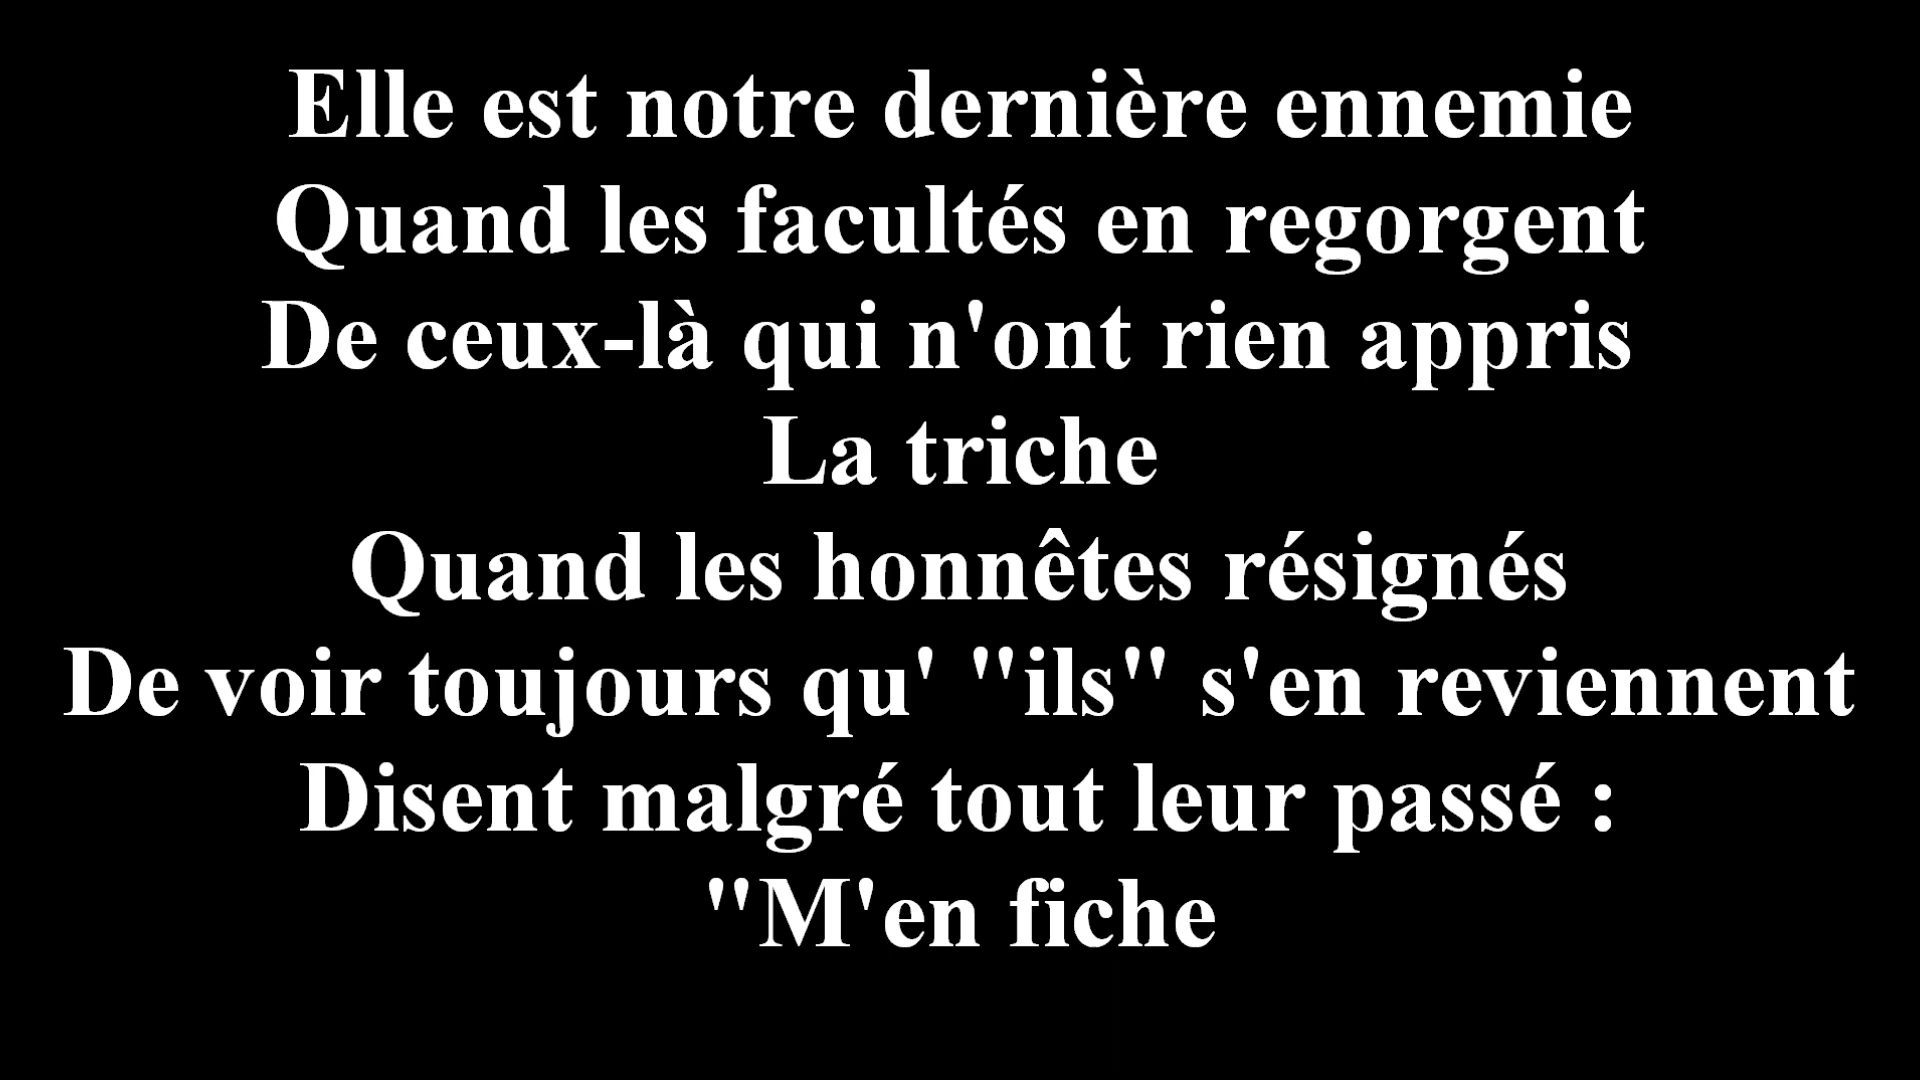 Elle est notre dernière ennemie
Quand les facultés en regorgent
De ceux-là qui n'ont rien appris
La triche
Quand les honnêtes résignés
De voir toujours qu' "ils" s'en reviennent
Disent malgré tout leur passé :
"M'en fiche